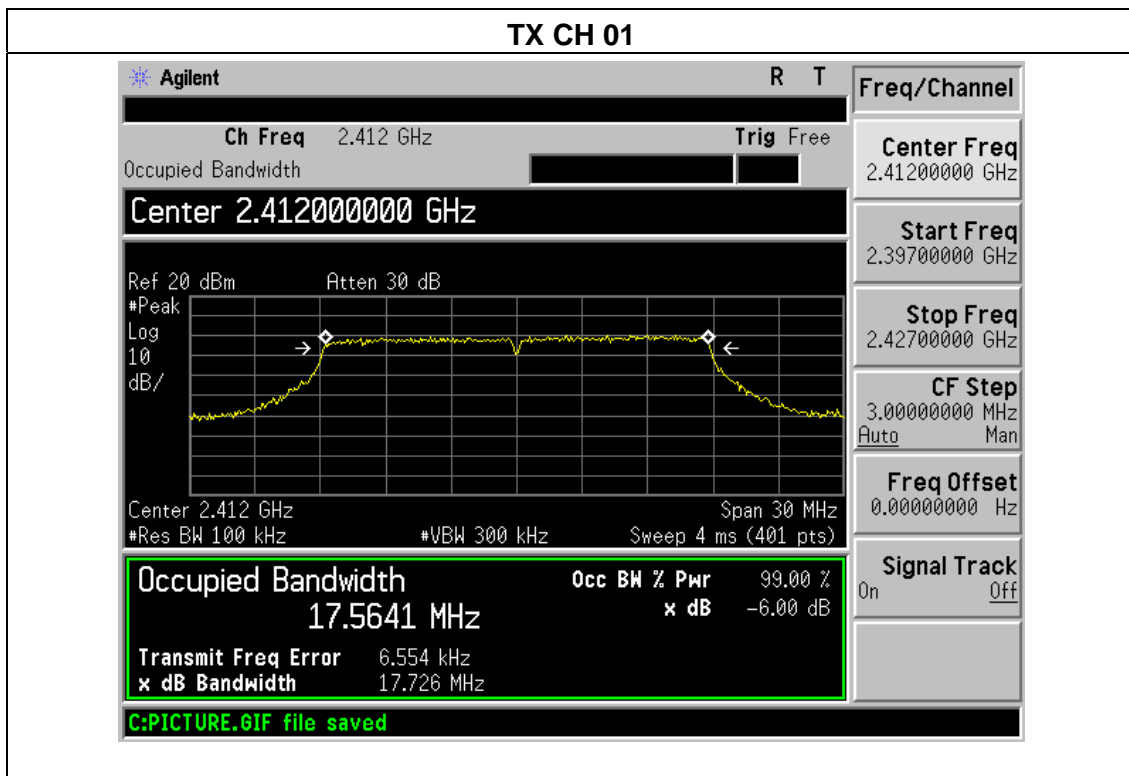 TX CH 01
Agilent R T
Ch Freq 2.412 GHz Trig Free
Occupied Bandwidth
Center 2.412000000 GHz
Ref 20 dBm Atten 30 dB
#Peak
Log
10
dB/
Center 2.412 GHz Span 30 MHz
#Res BW 100 kHz #VBW 300 kHz Sweep 4 ms (401 pts)
Occupied Bandwidth Occ BW % Pwr 99.00 %
17.5641 MHz x dB -6.00 dB
Transmit Freq Error 6.554 kHz
x dB Bandwidth 17.726 MHz
C:PICTURE.GIF file saved
Freq/Channel
Center Freq
2.41200000 GHz
Start Freq
2.39700000 GHz
Stop Freq
2.42700000 GHz
CF Step
3.00000000 MHz
Auto Man
Freq Offset
0.00000000 Hz
Signal Track
On Off